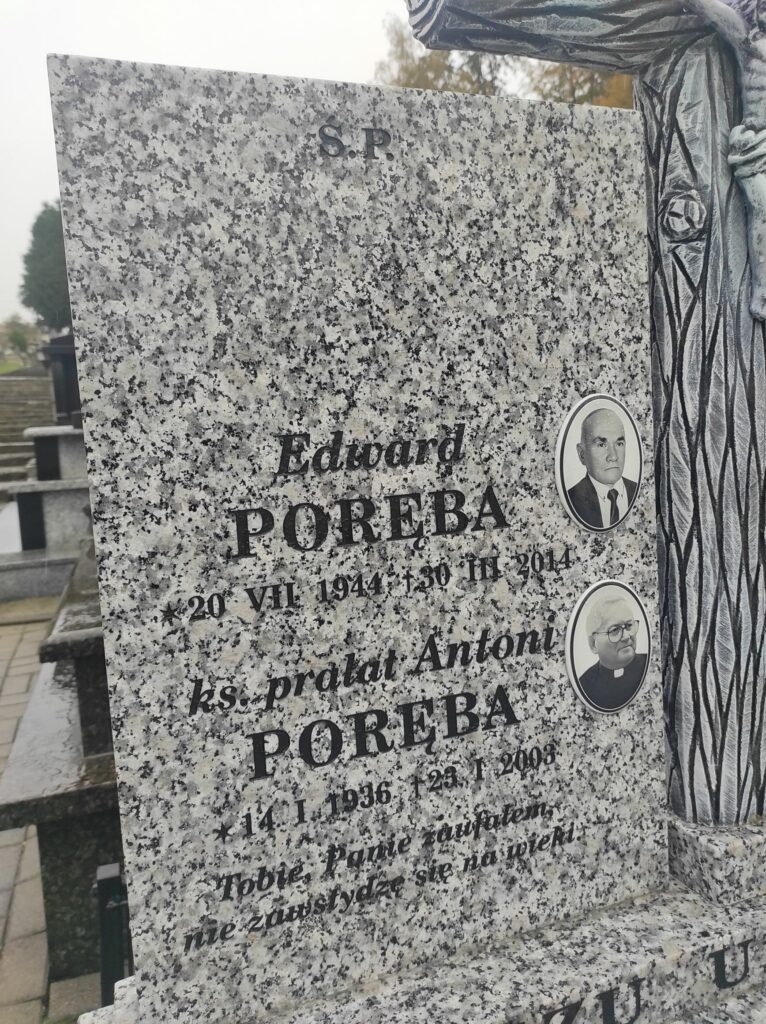 Ś.P.
Edward
PORĘBA
* 20 VII 1944 † 30 III 2014
ks. prałat Antoni
PORĘBA
* 14 I 1936 † 23 I 2003
Tobie, Panie zaufałem,
nie zawstydzę się na wieki
ZU U